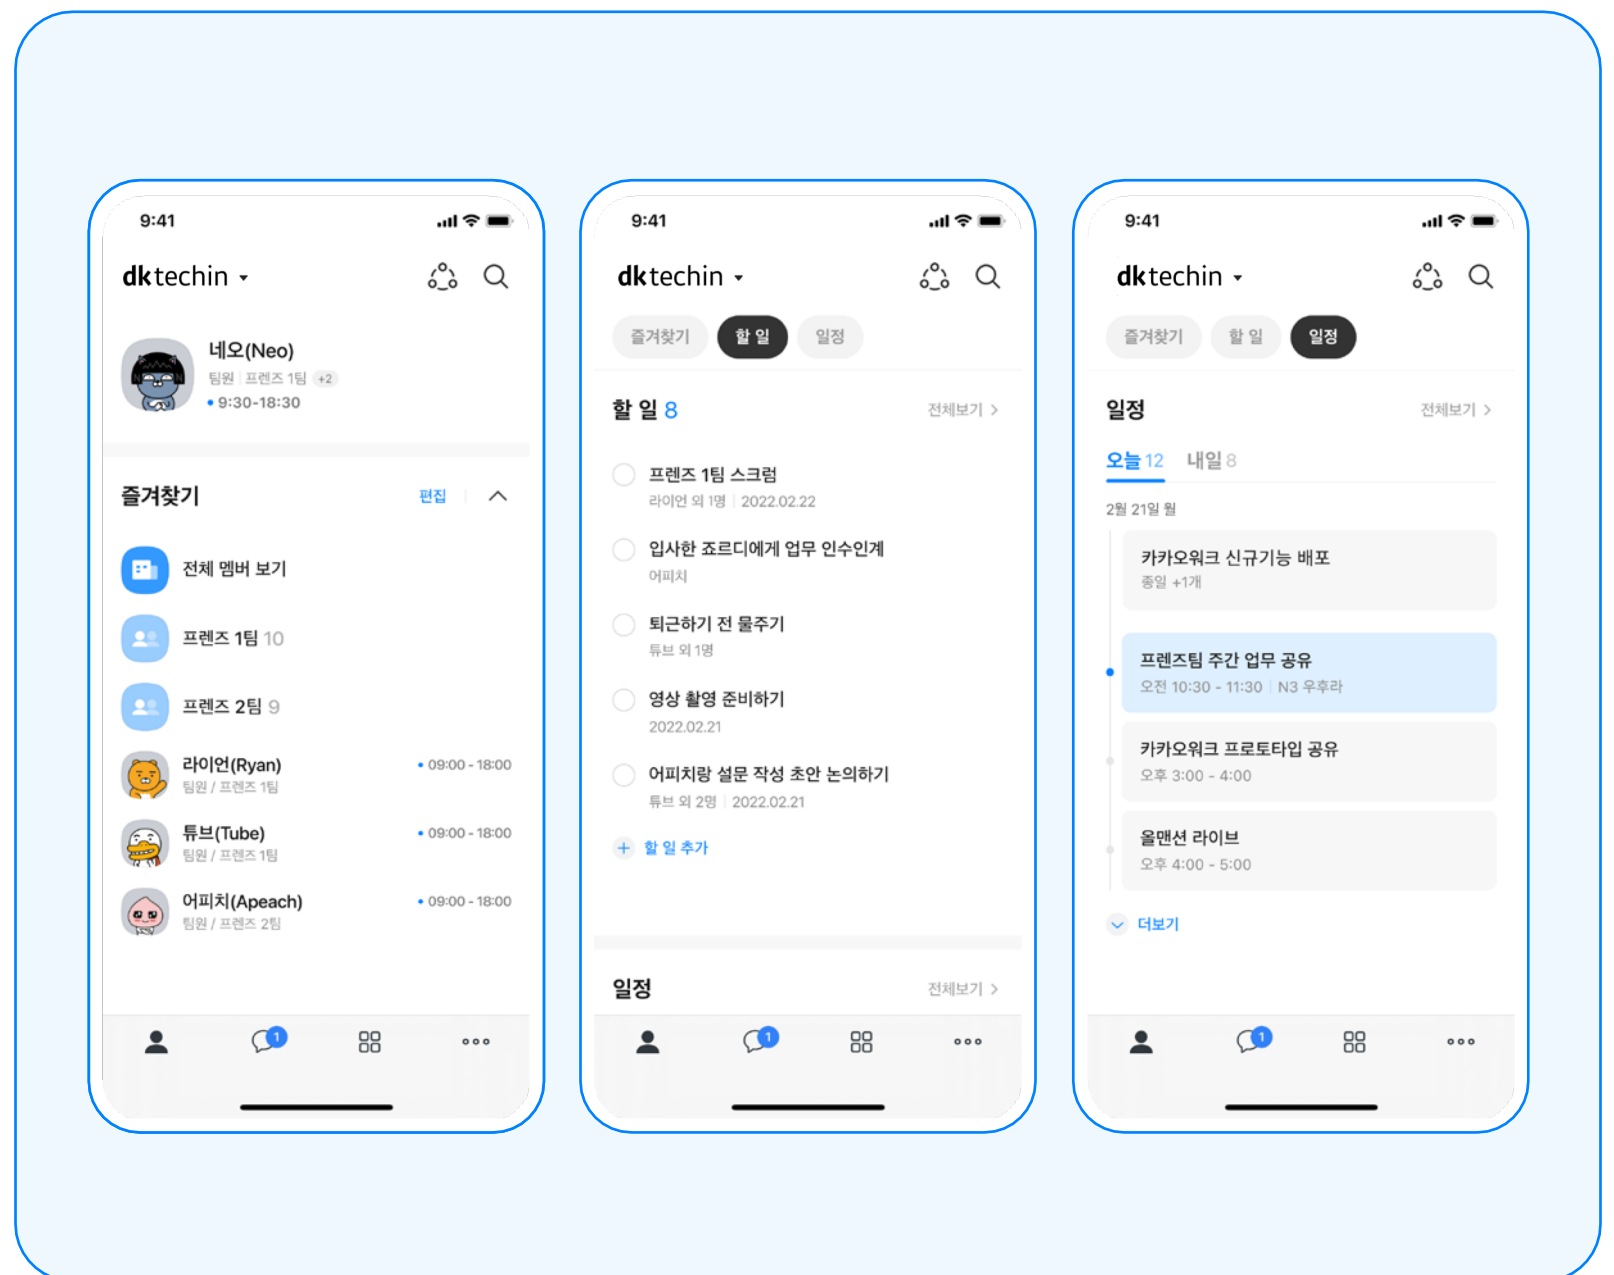 9:41
dktechin
네오(Neo)
팀원 | 프렌즈 1팀 +2
9:30-18:30
즐겨찾기 편집
전체 멤버 보기
프렌즈 1팀 10
프렌즈 2팀 9
라이언(Ryan) 09:00 - 18:00
팀원 / 프렌즈 1팀
튜브(Tube) 09:00 - 18:00
팀원 / 프렌즈 1팀
어피치(Apeach) 09:00 - 18:00
팀원 / 프렌즈 2팀
1
9:41
dktechin
즐겨찾기 할 일 일정
할 일 8 전체보기 >
프렌즈 1팀 스크럼
라이언 외 1명 | 2022.02.22
입사한 죠르디에게 업무 인수인계
어피치
퇴근하기 전 물주기
튜브 외 1명
영상 촬영 준비하기
2022.02.21
어피치랑 설문 작성 초안 논의하기
튜브 외 2명 | 2022.02.21
+ 할 일 추가
일정 전체보기 >
1
9:41
dktechin
즐겨찾기 할 일 일정
일정 전체보기 >
오늘 12 내일 8
2월 21일 월
카카오워크 신규기능 배포
종일 +1개
프렌즈팀 주간 업무 공유
오전 10:30 - 11:30 | N3 우후라
카카오워크 프로토타입 공유
오후 3:00 - 4:00
올맨션 라이브
오후 4:00 - 5:00
더보기
1